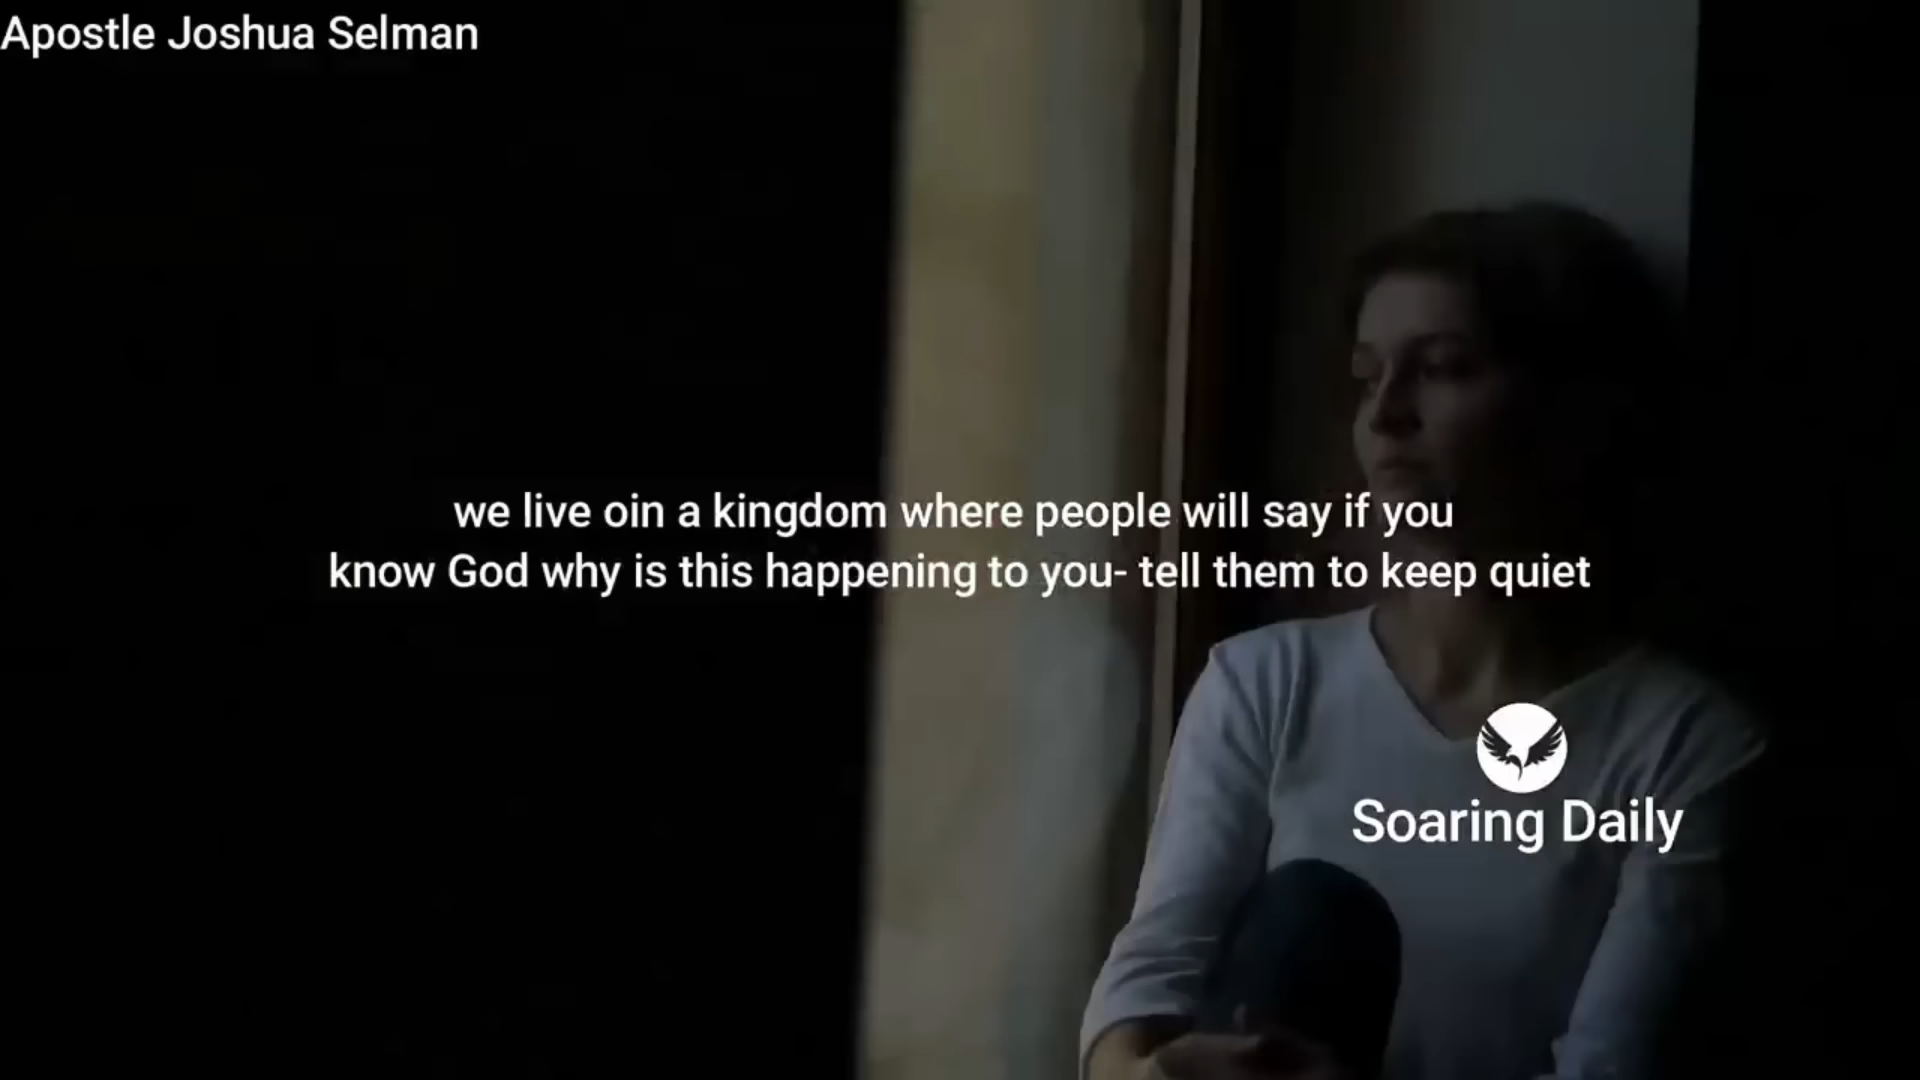 Apostle Joshua Selman
we live oin a kingdom where people will say if you
know God why is this happening to you- tell them to keep quiet
Soaring Daily